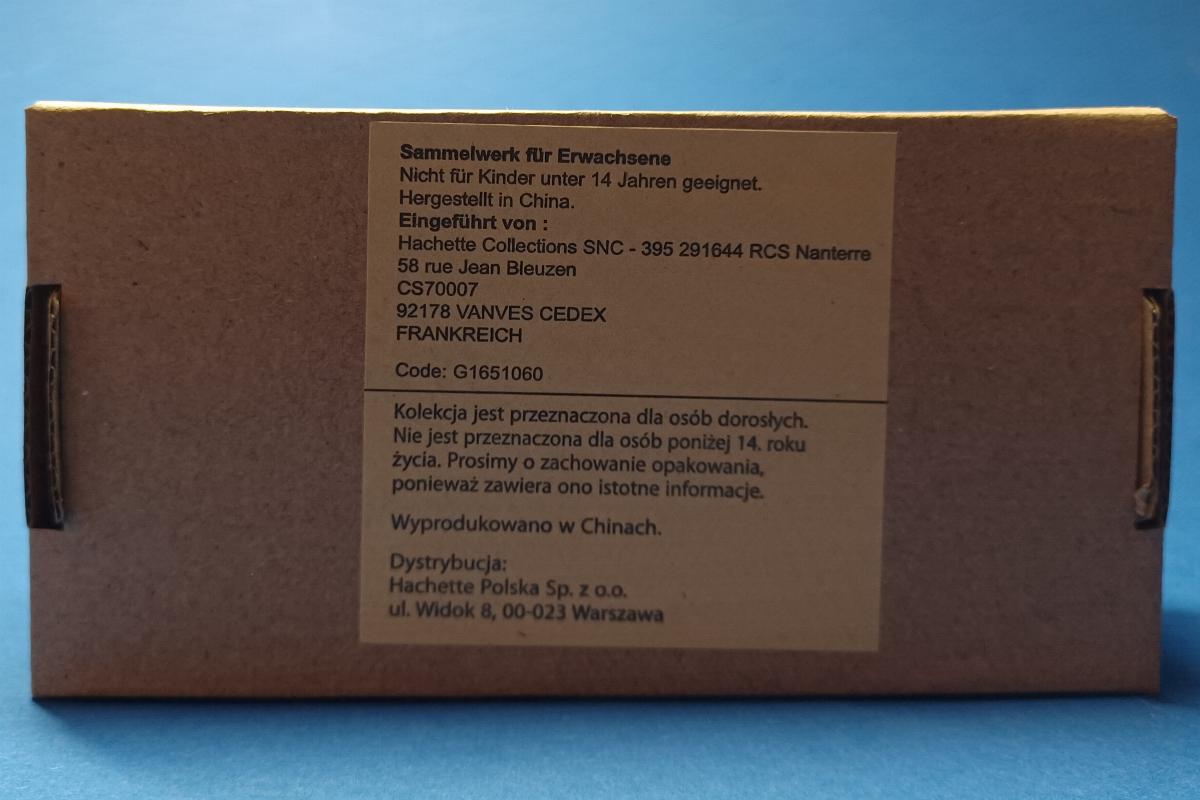 Sammelwerk für Erwachsene
Nicht für Kinder unter 14 Jahren geeignet.
Hergestellt in China.
Eingeführt von :
Hachette Collections SNC - 395 291644 RCS Nanterre
58 rue Jean Bleuzen
CS70007
92178 VANVES CEDEX
FRANKREICH
Code: G1651060
Kolekcja jest przeznaczona dla osób dorosłych.
Nie jest przeznaczona dla osób poniżej 14. roku
życia. Prosimy o zachowanie opakowania,
ponieważ zawiera ono istotne informacje.
Wyprodukowano w Chinach.
Dystrybucja:
Hachette Polska Sp. z o.o.
ul. Widok 8, 00-023 Warszawa